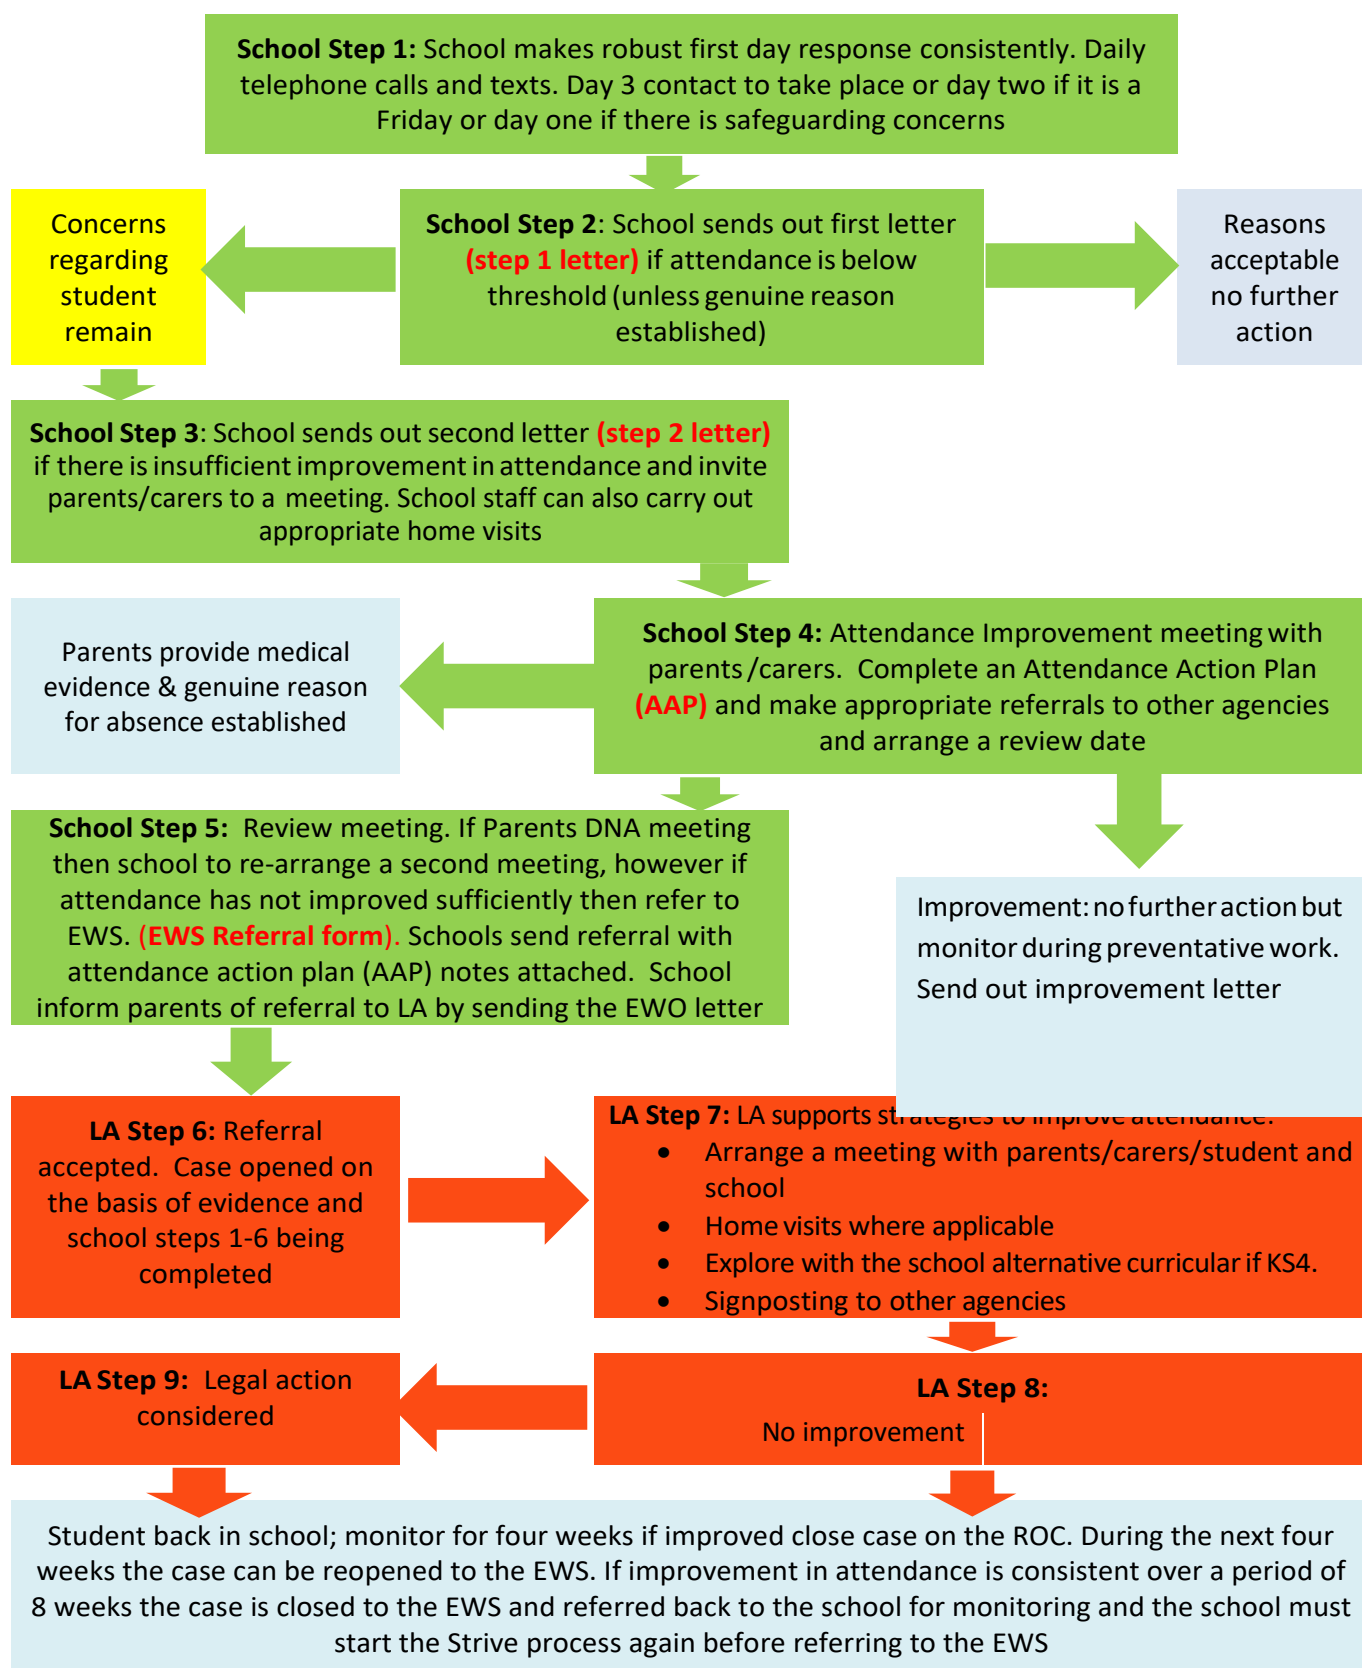 School Step 1: School makes robust first day response consistently. Daily
telephone calls and texts. Day 3 contact to take place or day two if it is a
Friday or day one if there is safeguarding concerns
Concerns
regarding
student
remain
School Step 2: School sends out first letter
(step 1 letter) if attendance is below
threshold (unless genuine reason
established)
Reasons
acceptable
no further
action
School Step 3: School sends out second letter (step 2 letter)
if there is insufficient improvement in attendance and invite
parents/carers to a meeting. School staff can also carry out
appropriate home visits
Parents provide medical
evidence & genuine reason
for absence established
School Step 4: Attendance Improvement meeting with
parents/carers. Complete an Attendance Action Plan
(AAP) and make appropriate referrals to other agencies
and arrange a review date
School Step 5: Review meeting. If Parents DNA meeting
then school to re-arrange a second meeting, however if
attendance has not improved sufficiently then refer to
EWS. (EWS Referral form). Schools send referral with
attendance action plan (AAP) notes attached. School
inform parents of referral to LA by sending the EWO letter
Improvement: no further action but
monitor during preventative work.
Send out improvement letter
LA Step 6: Referral
accepted. Case opened on
the basis of evidence and
school steps 1-6 being
completed
LA Step 7: LA supports strategies to improve attendance:
• Arrange a meeting with parents/carers/student and
school
• Home visits where applicable
• Explore with the school alternative curricular if KS4.
• Signposting to other agencies
LA Step 9: Legal action
considered
LA Step 8:
No improvement
Student back in school; monitor for four weeks if improved close case on the ROC. During the next four
weeks the case can be reopened to the EWS. If improvement in attendance is consistent over a period of
8 weeks the case is closed to the EWS and referred back to the school for monitoring and the school must
start the Strive process again before referring to the EWS